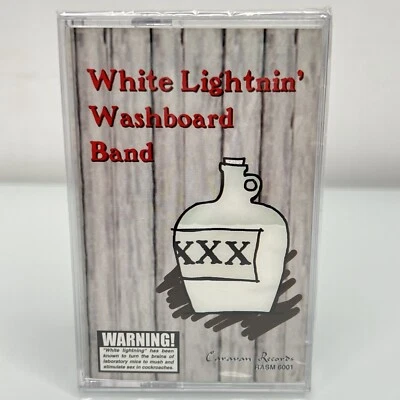 White Lightnin'
Washboard
Band
XXX
WARNING!
"White lightning" has been
known to turn the brains of
laboratory mice to mush and
stimulate sex in cockroaches.
Caravan Records
RASM 6001